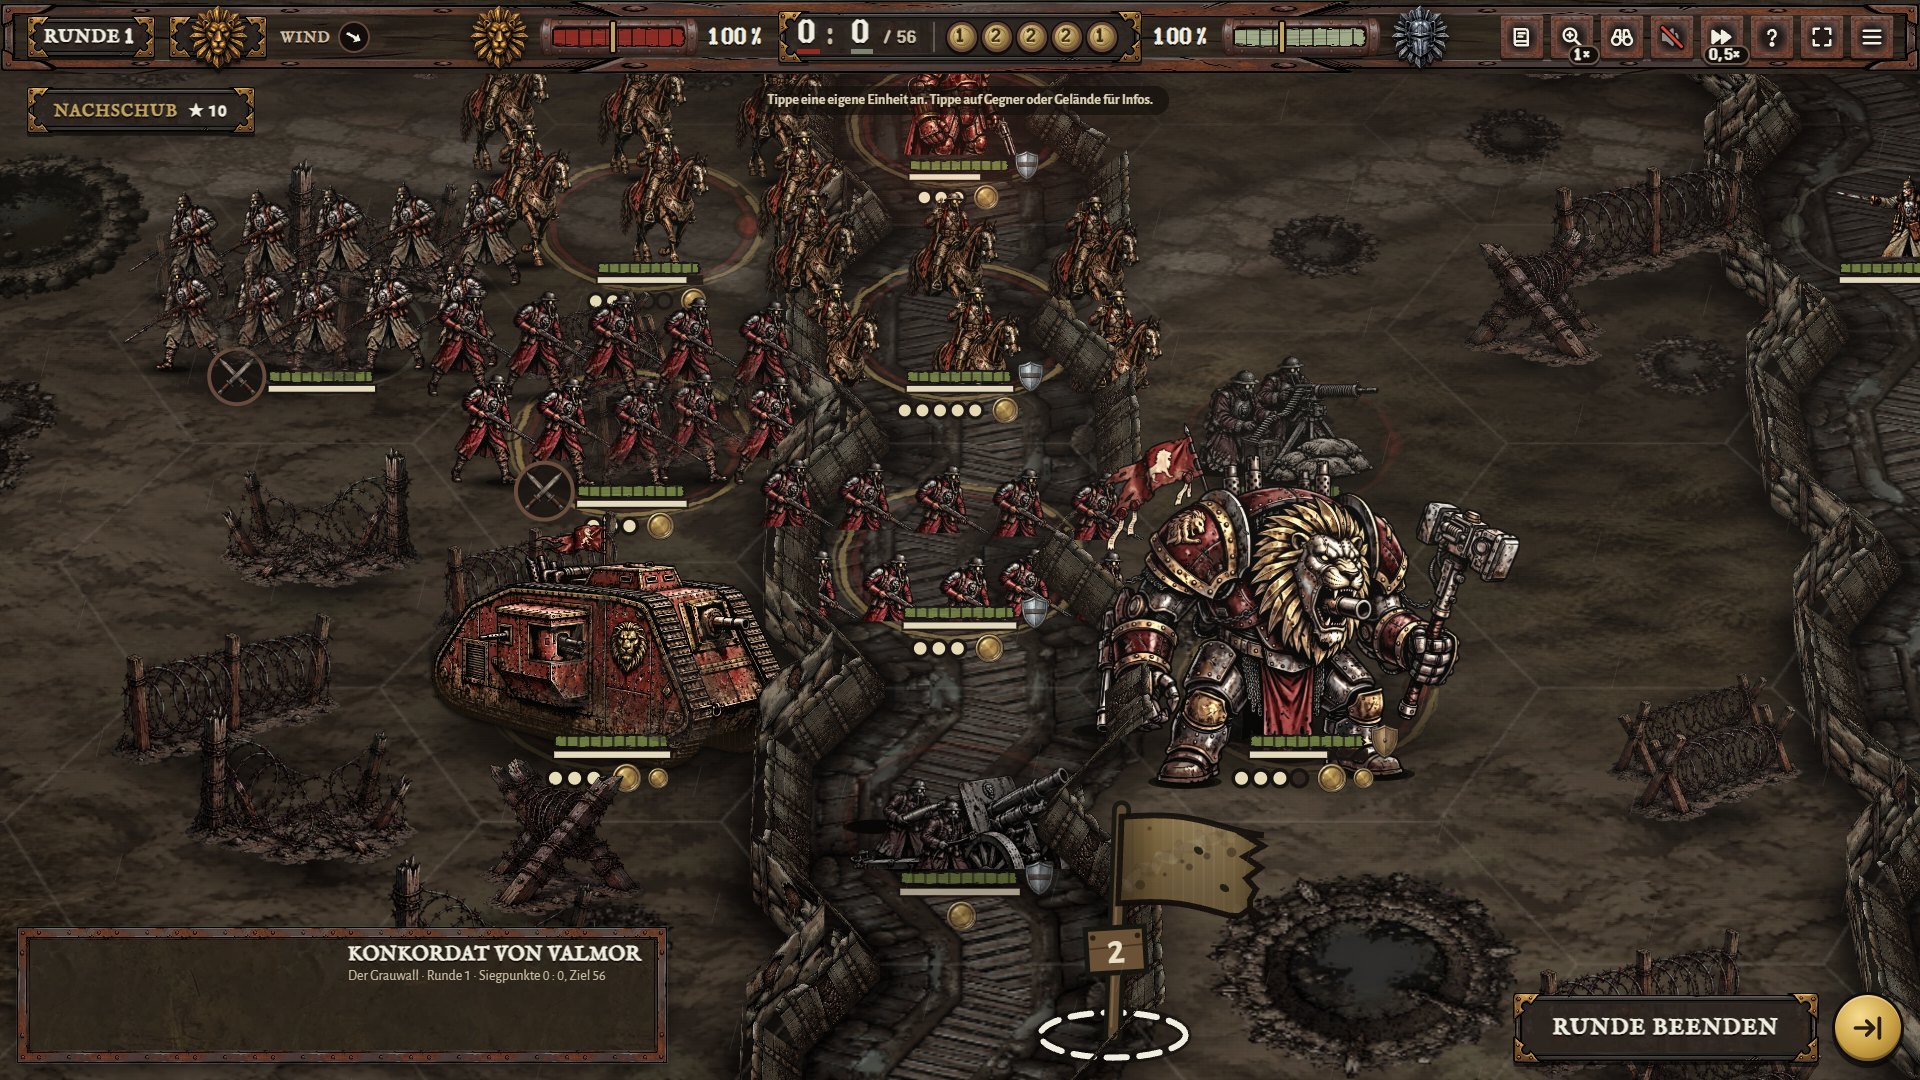 RUNDE 1
WIND
100 %
0 : 0 / 56
1 2 2 2 1
100 %
1×
0,5×
?
NACHSCHUB ★ 10
Tippe eine eigene Einheit an. Tippe auf Gegner oder Gelände für Infos.
2
KONKORDAT VON VALMOR
Der Grauwall · Runde 1 · Siegpunkte 0 : 0, Ziel 56
RUNDE BEENDEN